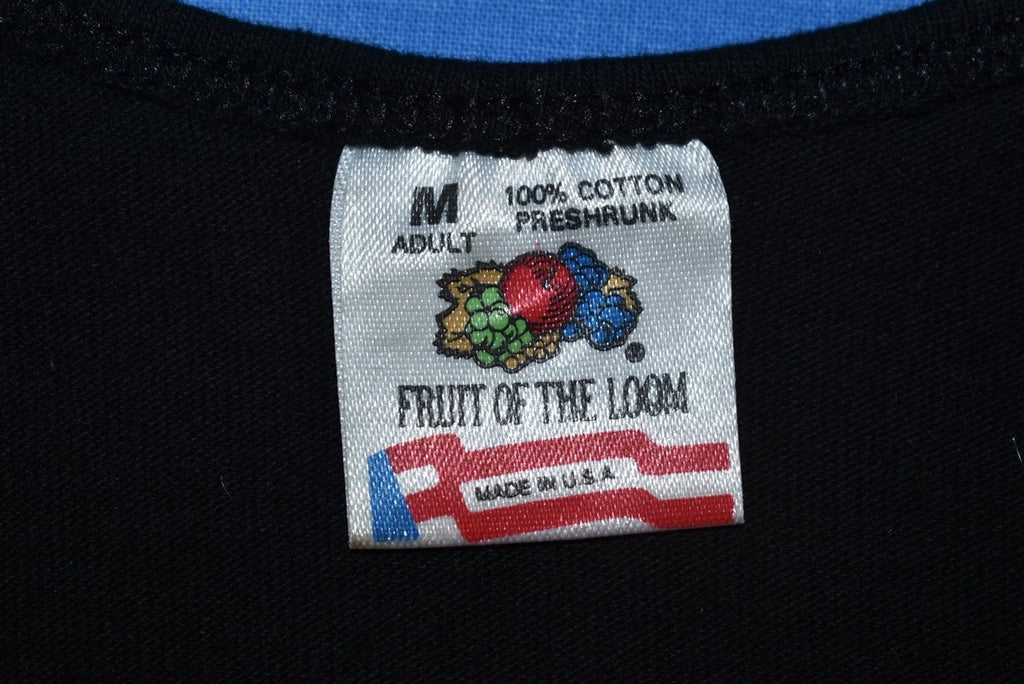 M
ADULT
100% COTTON
PRESHRUNK
®
FRUIT OF THE LOOM
MADE IN U.S.A.